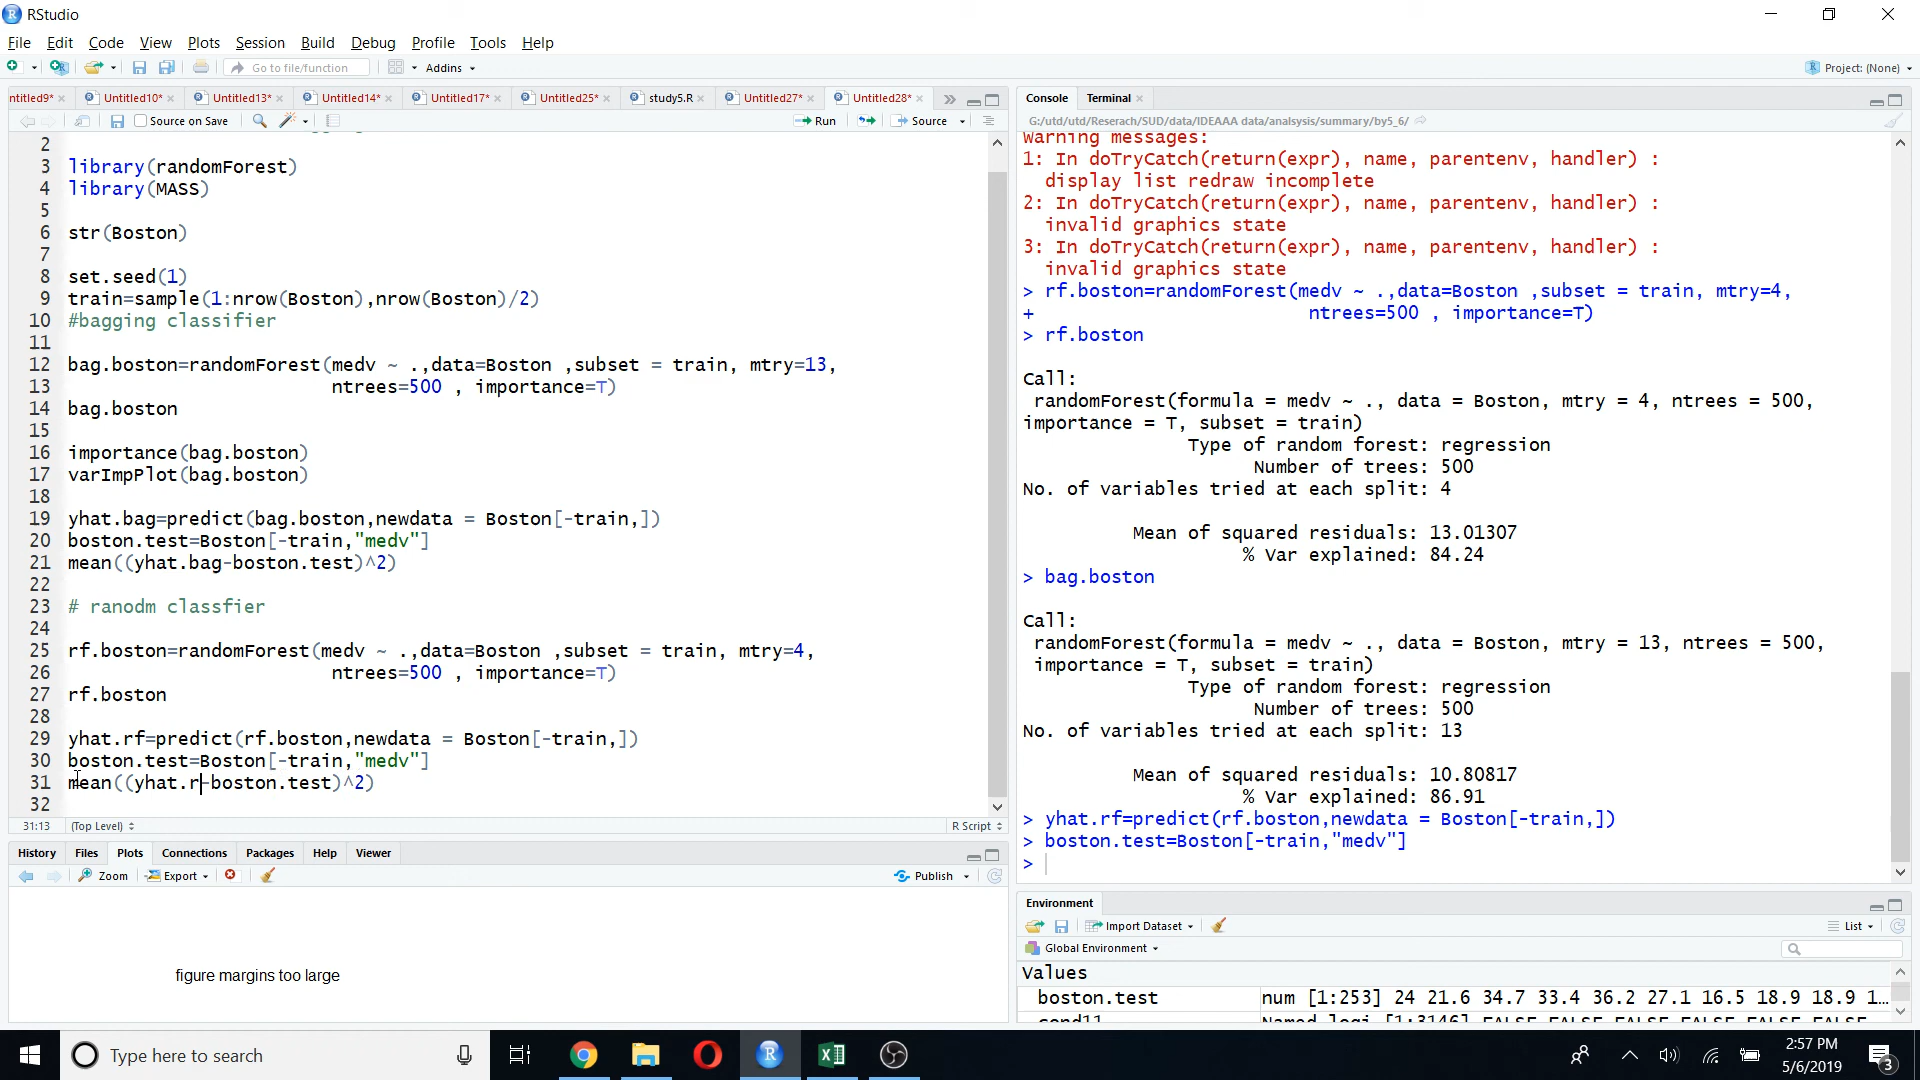 RStudio
File Edit Code View Plots Session Build Debug Profile Tools Help
Go to file/function Addins Project: (None)
ntitled9* Untitled10* Untitled13* Untitled14* Untitled17* Untitled25* study5.R Untitled27* Untitled28*
Source on Save Run Source
2
3 library(randomForest)
4 library(MASS)
5
6 str(Boston)
7
8 set.seed(1)
9 train=sample(1:nrow(Boston),nrow(Boston)/2)
10 #bagging classifier
11
12 bag.boston=randomForest(medv ~ .,data=Boston ,subset = train, mtry=13,
13 ntrees=500 , importance=T)
14 bag.boston
15
16 importance(bag.boston)
17 varImpPlot(bag.boston)
18
19 yhat.bag=predict(bag.boston,newdata = Boston[-train,])
20 boston.test=Boston[-train,"medv"]
21 mean((yhat.bag-boston.test)^2)
22
23 # ranodm classfier
24
25 rf.boston=randomForest(medv ~ .,data=Boston ,subset = train, mtry=4,
26 ntrees=500 , importance=T)
27 rf.boston
28
29 yhat.rf=predict(rf.boston,newdata = Boston[-train,])
30 boston.test=Boston[-train,"medv"]
31 mean((yhat.r-boston.test)^2)
32
31:13 (Top Level) R Script
History Files Plots Connections Packages Help Viewer
Zoom Export Publish
figure margins too large
Console Terminal
G:/utd/utd/Reserach/SUD/data/IDEAAA data/analsysis/summary/by5_6/
Warning messages:
1: In doTryCatch(return(expr), name, parentenv, handler) :
display list redraw incomplete
2: In doTryCatch(return(expr), name, parentenv, handler) :
invalid graphics state
3: In doTryCatch(return(expr), name, parentenv, handler) :
invalid graphics state
> rf.boston=randomForest(medv ~ .,data=Boston ,subset = train, mtry=4,
+ ntrees=500 , importance=T)
> rf.boston
Call:
randomForest(formula = medv ~ ., data = Boston, mtry = 4, ntrees = 500,
importance = T, subset = train)
Type of random forest: regression
Number of trees: 500
No. of variables tried at each split: 4
Mean of squared residuals: 13.01307
% Var explained: 84.24
> bag.boston
Call:
randomForest(formula = medv ~ ., data = Boston, mtry = 13, ntrees = 500,
importance = T, subset = train)
Type of random forest: regression
Number of trees: 500
No. of variables tried at each split: 13
Mean of squared residuals: 10.80817
% Var explained: 86.91
> yhat.rf=predict(rf.boston,newdata = Boston[-train,])
> boston.test=Boston[-train,"medv"]
>
Environment
Import Dataset List
Global Environment
Values
boston.test num [1:253] 24 21.6 34.7 33.4 36.2 27.1 16.5 18.9 18.9 1…
cond11 Named logi [1:3146] FALSE FALSE FALSE FALSE FALSE FALSE
Type here to search
2:57 PM
5/6/2019
3